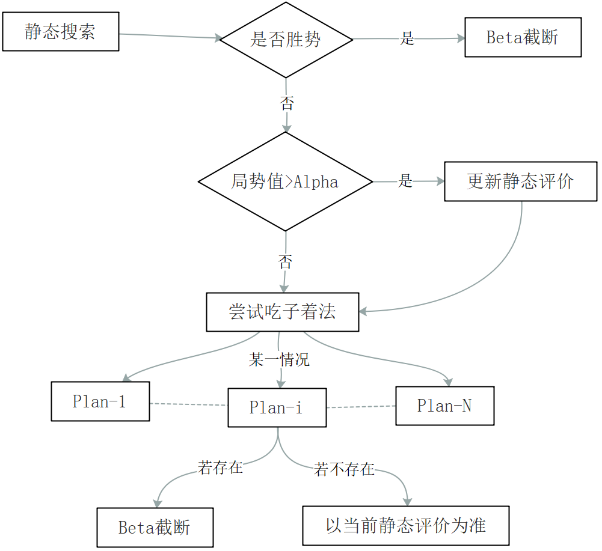 静态搜索
是否胜势
是
Beta截断
否
局势值>Alpha
是
更新静态评价
否
尝试吃子着法
某一情况
Plan-1
Plan-i
Plan-N
若存在
若不存在
Beta截断
以当前静态评价为准